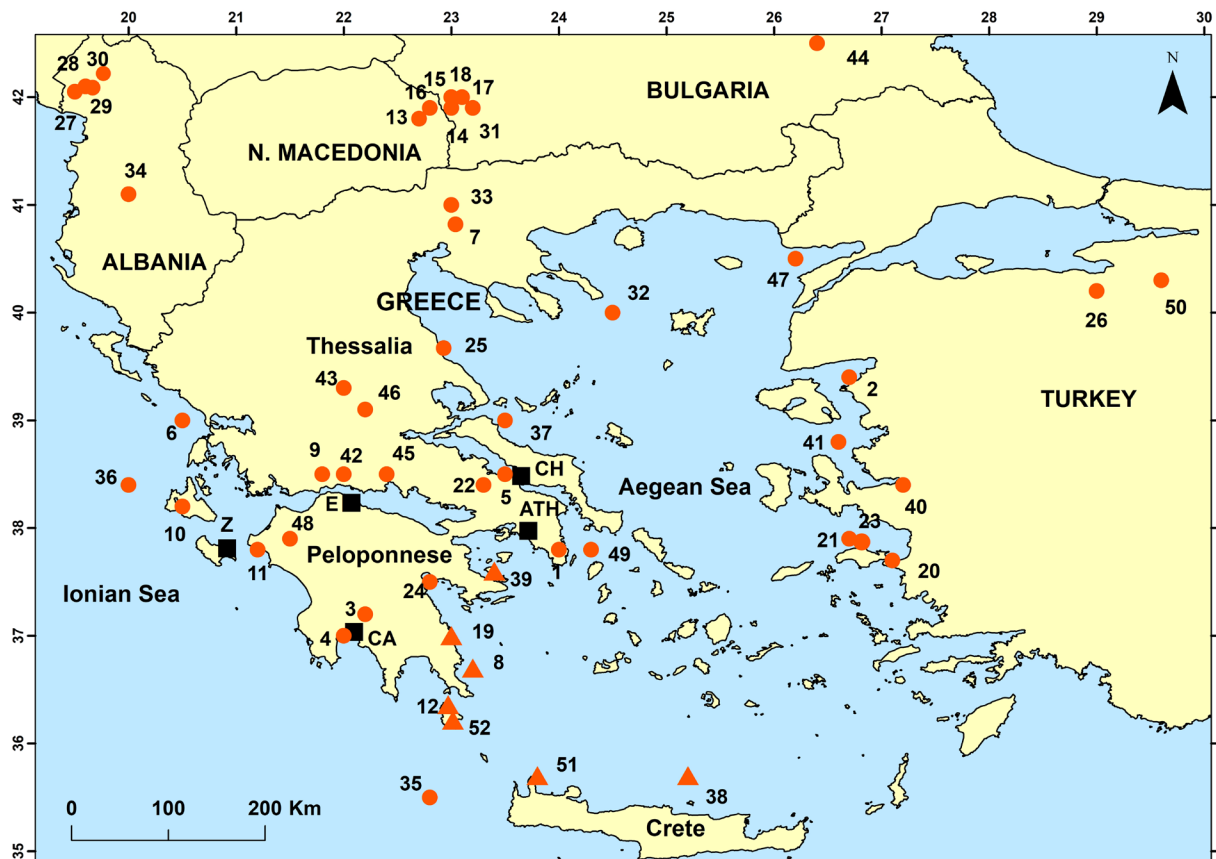 20 21 22 23 24 25 26 27 28 29 30
N
28 30
15 18 17
44
42
16
BULGARIA
29
27
13
14 31
N. MACEDONIA
34
41
33
7
ALBANIA
47
GREECE
32
26
50
40
Thessalia
25
43
46
2
TURKEY
39
6
37
9 42 45
41
CH
36
22
5
Aegean Sea
E
ATH
40
38
10
Z
48
23
21
11
Peloponnese
1
49
20
39
24
Ionian Sea
3
19
37
4
CA
8
12
52
36
51
35
38
0 100 200 Km
Crete
35